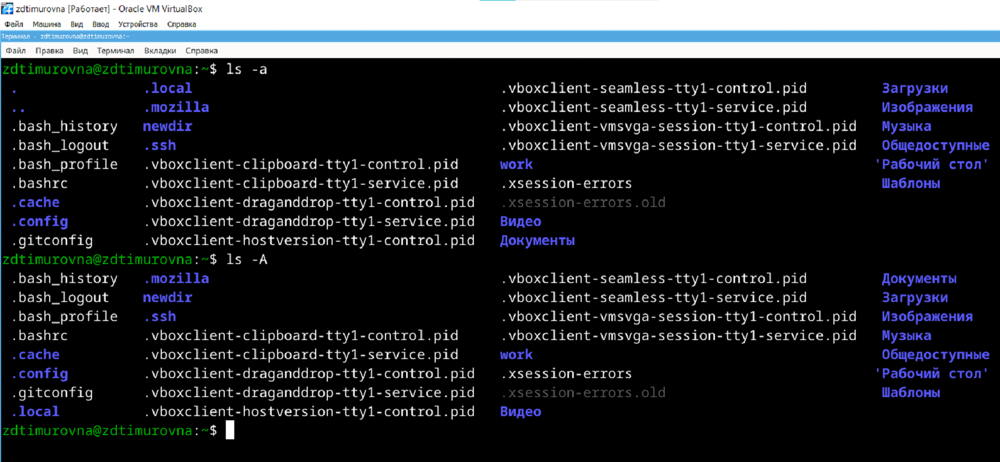 zdtimurovna [Работает] - Oracle VM VirtualBox
Файл Машина Вид Ввод Устройства Справка
Терминал - zdtimurovna@zdtimurovna:~
Файл Правка Вид Терминал Вкладки Справка
zdtimurovna@zdtimurovna:~$ ls -a
. .local .vboxclient-seamless-tty1-control.pid Загрузки
.. .mozilla .vboxclient-seamless-tty1-service.pid Изображения
.bash_history newdir .vboxclient-vmsvga-session-tty1-control.pid Музыка
.bash_logout .ssh .vboxclient-vmsvga-session-tty1-service.pid Общедоступные
.bash_profile .vboxclient-clipboard-tty1-control.pid work 'Рабочий стол'
.bashrc .vboxclient-clipboard-tty1-service.pid .xsession-errors Шаблоны
.cache .vboxclient-draganddrop-tty1-control.pid .xsession-errors.old
.config .vboxclient-draganddrop-tty1-service.pid Видео
.gitconfig .vboxclient-hostversion-tty1-control.pid Документы
zdtimurovna@zdtimurovna:~$ ls -A
.bash_history .mozilla .vboxclient-seamless-tty1-control.pid Документы
.bash_logout newdir .vboxclient-seamless-tty1-service.pid Загрузки
.bash_profile .ssh .vboxclient-vmsvga-session-tty1-control.pid Изображения
.bashrc .vboxclient-clipboard-tty1-control.pid .vboxclient-vmsvga-session-tty1-service.pid Музыка
.cache .vboxclient-clipboard-tty1-service.pid work Общедоступные
.config .vboxclient-draganddrop-tty1-control.pid .xsession-errors 'Рабочий стол'
.gitconfig .vboxclient-draganddrop-tty1-service.pid .xsession-errors.old Шаблоны
.local .vboxclient-hostversion-tty1-control.pid Видео
zdtimurovna@zdtimurovna:~$